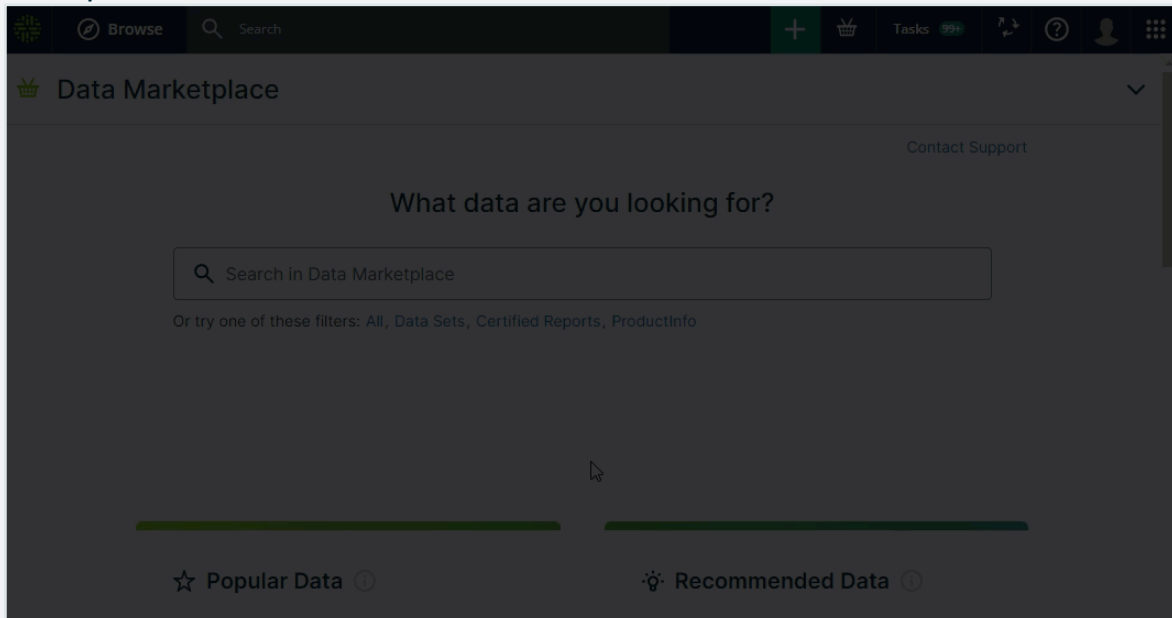 Browse Search Tasks 99+
Data Marketplace
Contact Support
What data are you looking for?
Search in Data Marketplace
Or try one of these filters: All, Data Sets, Certified Reports, ProductInfo
Popular Data Recommended Data